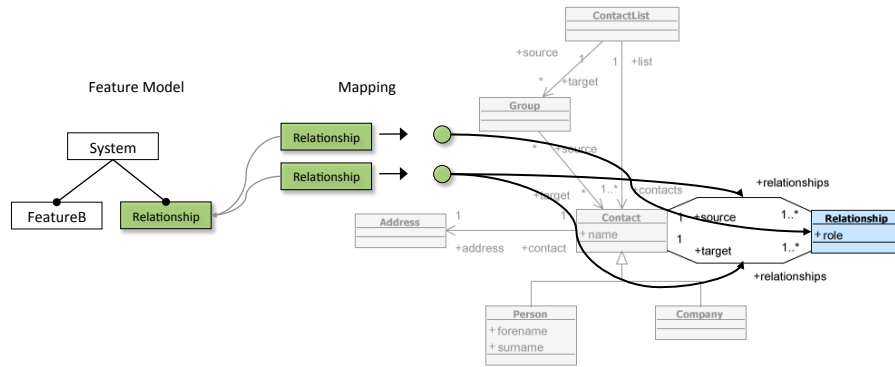 ContactList
+source
1
1
+list
*
+target
Feature Model
Mapping
Group
Relationship
+source
*
System
Relationship
+relationships
+target
*
1..*
+contacts
FeatureB
Relationship
Address
1
1
Contact
1
+source
1..*
Relationship
+ name
+ role
1
+address
+contact
+target
1..*
+relationships
Person
Company
+ forename
+ surname